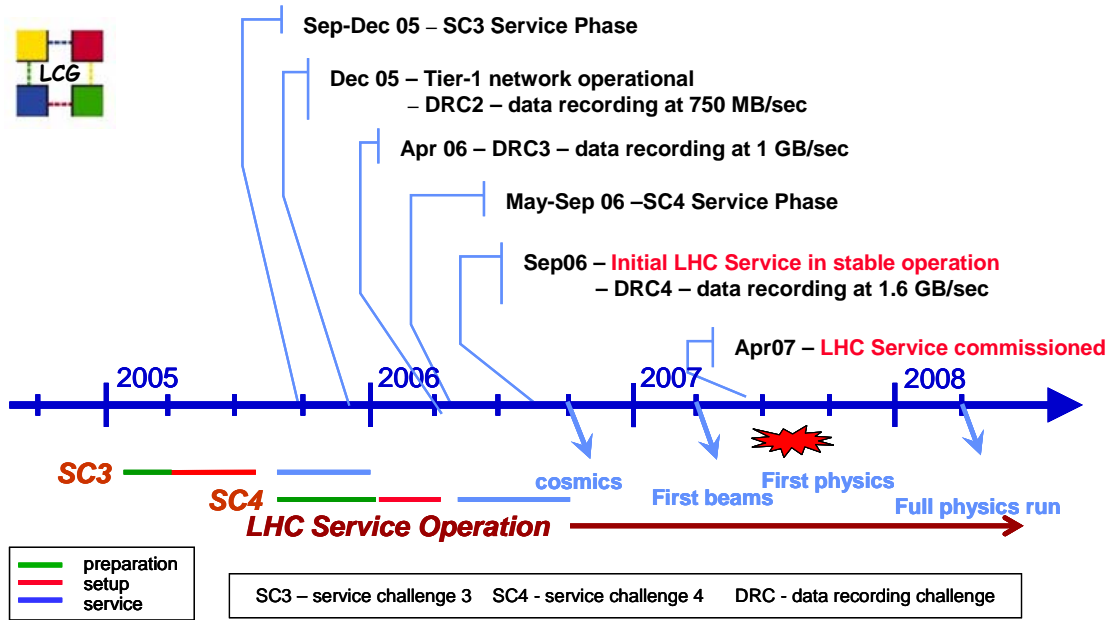 Sep-Dec 05 – SC3 Service Phase
LCG
Dec 05 – Tier-1 network operational
– DRC2 – data recording at 750 MB/sec
Apr 06 – DRC3 – data recording at 1 GB/sec
May-Sep 06 –SC4 Service Phase
Sep06 – Initial LHC Service in stable operation
– DRC4 – data recording at 1.6 GB/sec
Apr07 – LHC Service commissioned
2005 2006 2007 2008
SC3
cosmics
First beams
First physics
Full physics run
SC4
LHC Service Operation
preparation
setup
service
SC3 – service challenge 3 SC4 - service challenge 4 DRC - data recording challenge